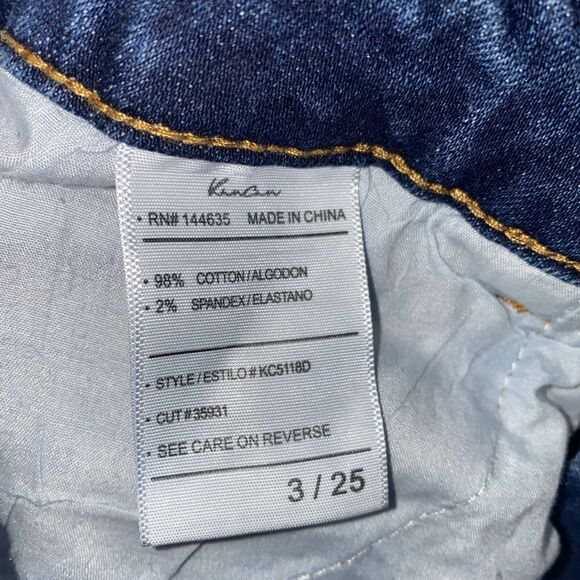 KanCan
• RN# 144635 MADE IN CHINA
• 98% COTTON/ALGODON
• 2% SPANDEX/ELASTANO
• STYLE/ESTILO # KC5118D
• CUT # 35931
• SEE CARE ON REVERSE
3 / 25